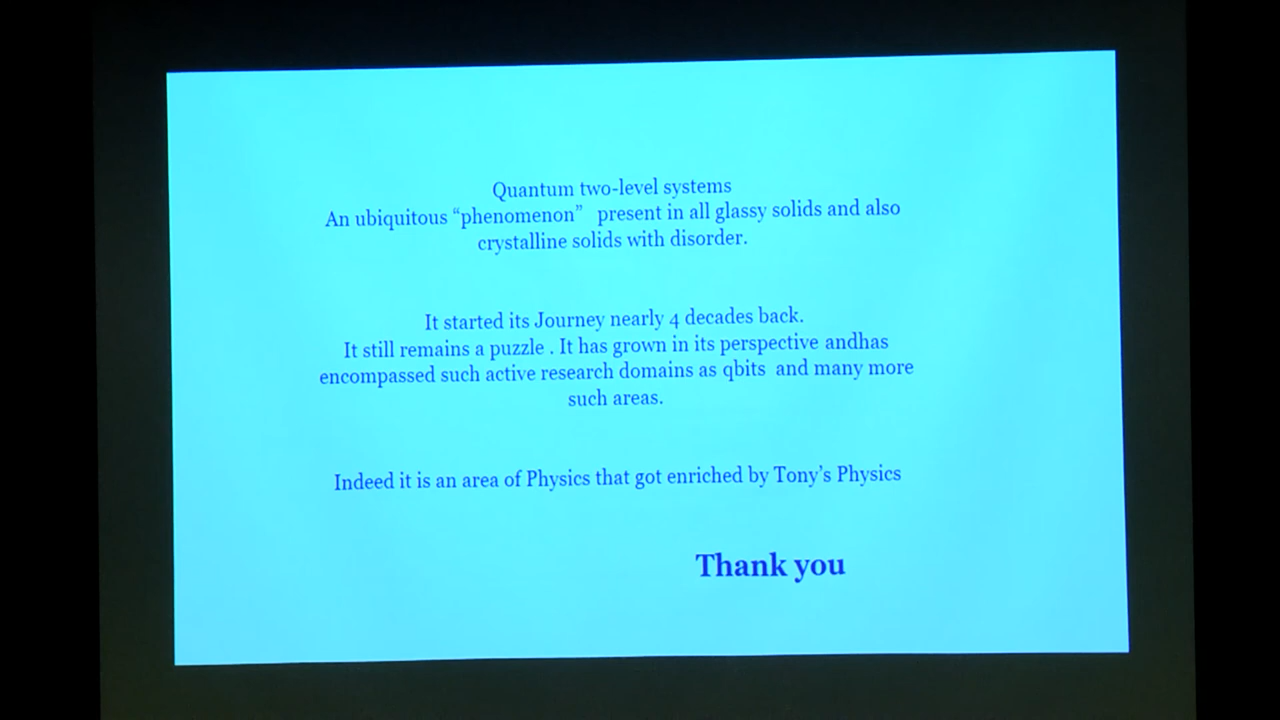 Quantum two-level systems
An ubiquitous “phenomenon” present in all glassy solids and also
crystalline solids with disorder.
It started its Journey nearly 4 decades back.
It still remains a puzzle . It has grown in its perspective andhas
encompassed such active research domains as qbits and many more
such areas.
Indeed it is an area of Physics that got enriched by Tony’s Physics
Thank you